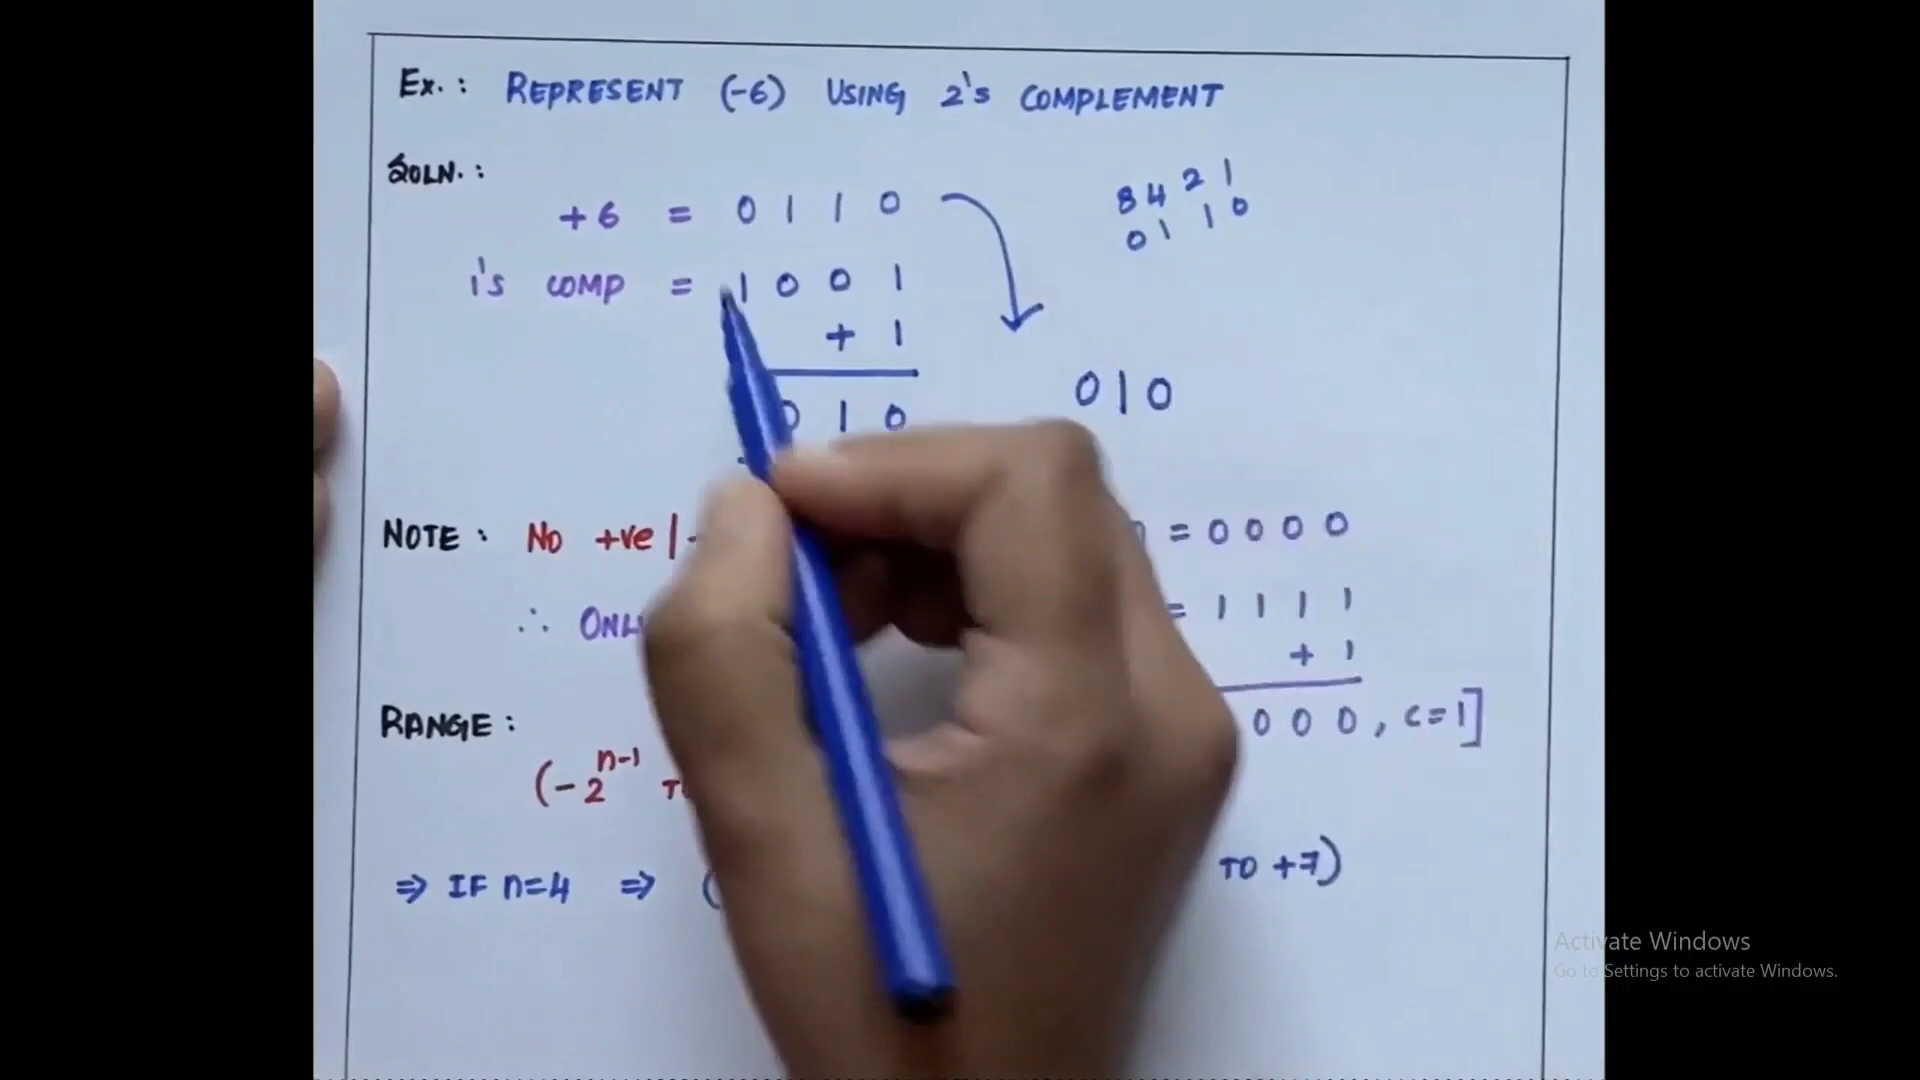 Ex.: REPRESENT (-6) USING 2's COMPLEMENT
SOLN.:
8 4 2 1
0 1 1 0
+6 = 0 1 1 0
1's COMP = 1 0 0 1
+ 1
0 1 0
0 1 0
NOTE: NO +ve | -
= 0 0 0 0
∴ ONLY
= 1 1 1 1
+ 1
0 0 0 , C=1]
RANGE:
(-2^n-1 TO
⇒ IF n=4 ⇒ (
TO +7)
Activate Windows
Go to Settings to activate Windows.